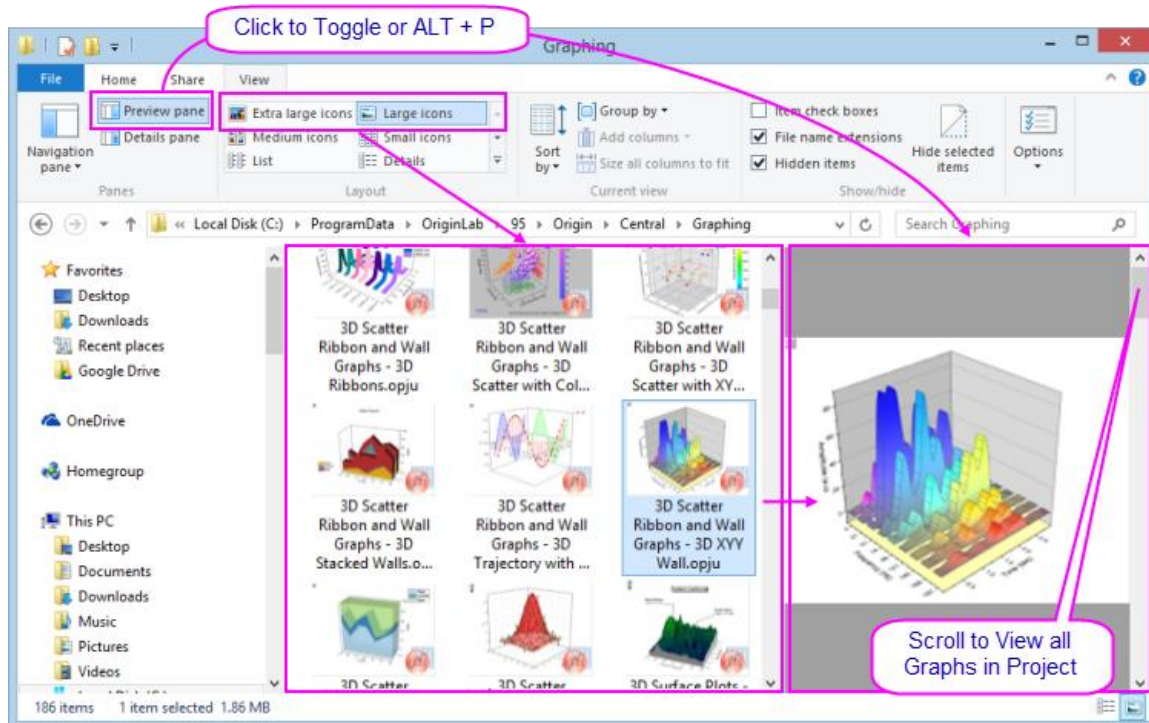 Click to Toggle or ALT + P
Graphing
File Home Share View
Preview pane
Details pane
Navigation pane
Panes
Extra large icons Large icons
Medium icons Small icons
List Details
Layout
Sort by
Group by
Add columns
Size all columns to fit
Current view
Item check boxes
File name extensions
Hidden items
Hide selected items
Show/hide
Options
« Local Disk (C:) ProgramData OriginLab 95 Origin Central Graphing
Search Graphing
Favorites
Desktop
Downloads
Recent places
Google Drive
OneDrive
Homegroup
This PC
Desktop
Documents
Downloads
Music
Pictures
Videos
3D Scatter
Ribbon and Wall
Graphs - 3D
Ribbons.opju
3D Scatter
Ribbon and Wall
Graphs - 3D
Scatter with Col...
3D Scatter
Ribbon and Wall
Graphs - 3D
Scatter with XY...
3D Scatter
Ribbon and Wall
Graphs - 3D
Stacked Walls.o...
3D Scatter
Ribbon and Wall
Graphs - 3D
Trajectory with ...
3D Scatter
Ribbon and Wall
Graphs - 3D XYY
Wall.opju
3D Scatter
3D Scatter
3D Surface Plots -
Scroll to View all
Graphs in Project
186 items 1 item selected 1.86 MB